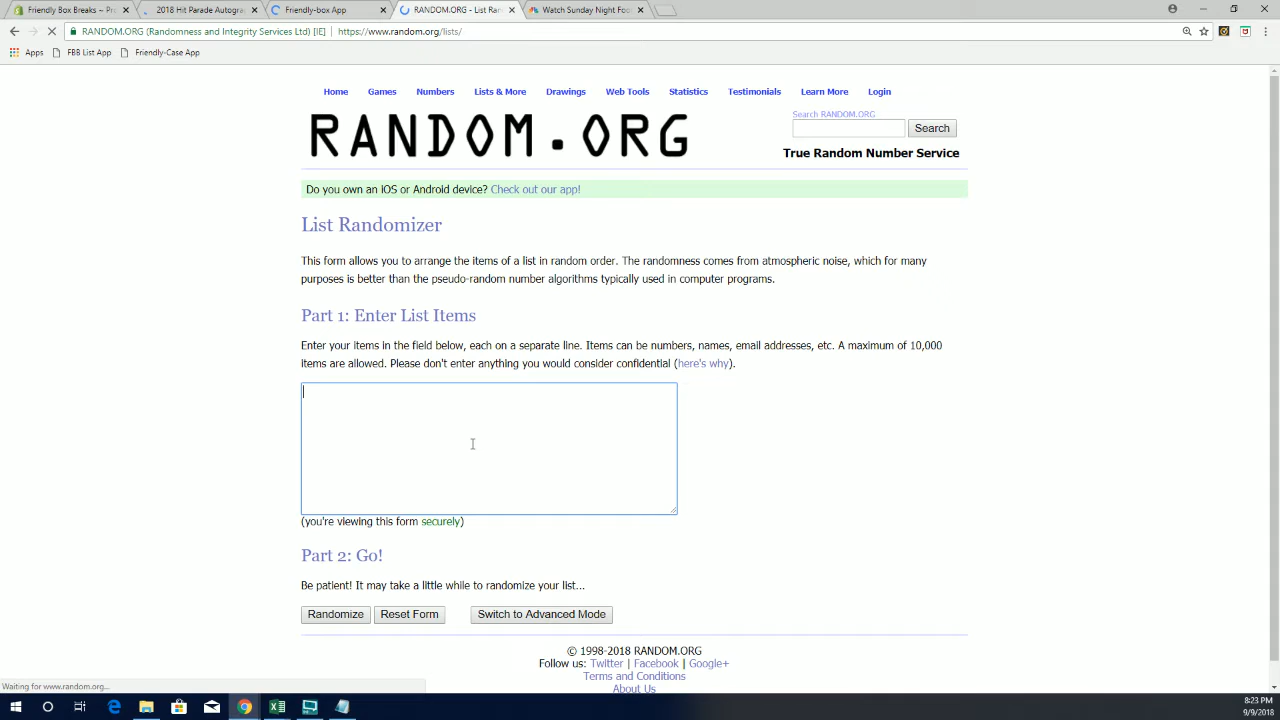 Friendly Box Breaks ~ Pr
2018 Hit Parade Autogra
Friendly-box App
RANDOM.ORG - List Ran
Watch Sunday Night Foo
RANDOM.ORG (Randomness and Integrity Services Ltd) [IE] | https://www.random.org/lists/
Apps FBB List App Friendly-Case App
Home Games Numbers Lists & More Drawings Web Tools Statistics Testimonials Learn More Login
RANDOM.ORG
Search RANDOM.ORG
Search
True Random Number Service
Do you own an iOS or Android device? Check out our app!
List Randomizer
This form allows you to arrange the items of a list in random order. The randomness comes from atmospheric noise, which for many
purposes is better than the pseudo-random number algorithms typically used in computer programs.
Part 1: Enter List Items
Enter your items in the field below, each on a separate line. Items can be numbers, names, email addresses, etc. A maximum of 10,000
items are allowed. Please don't enter anything you would consider confidential (here's why).
(you're viewing this form securely)
Part 2: Go!
Be patient! It may take a little while to randomize your list...
Randomize Reset Form Switch to Advanced Mode
© 1998-2018 RANDOM.ORG
Follow us: Twitter | Facebook | Google+
Terms and Conditions
About Us
Waiting for www.random.org...
8:23 PM
9/9/2018